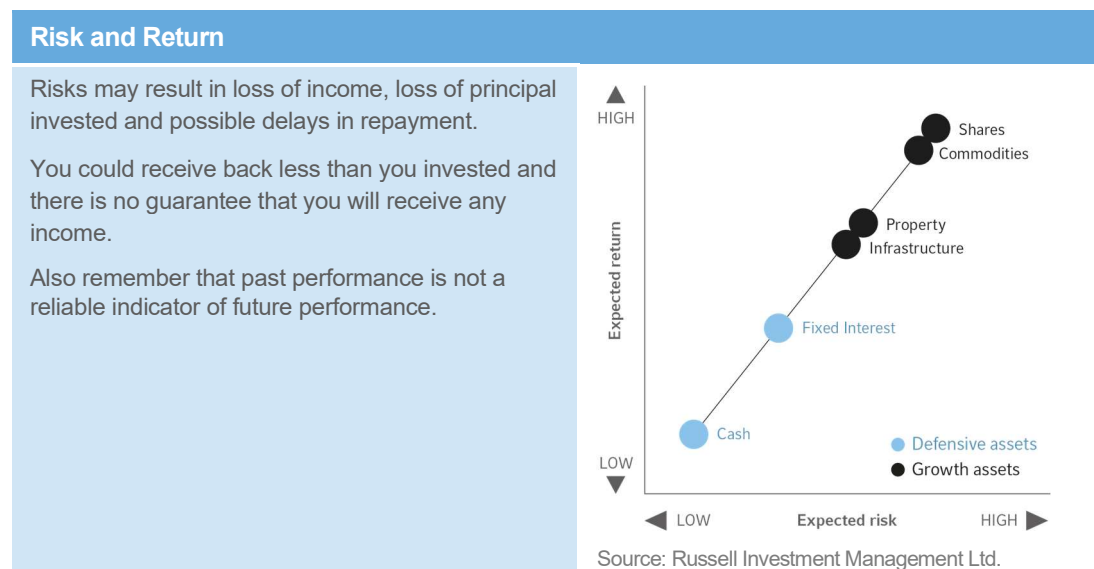 Risk and Return
Risks may result in loss of income, loss of principal
invested and possible delays in repayment.
You could receive back less than you invested and
there is no guarantee that you will receive any
income.
Also remember that past performance is not a
reliable indicator of future performance.
HIGH
Expected return
LOW
Shares
Commodities
Property
Infrastructure
Fixed Interest
Cash
Defensive assets
Growth assets
LOW Expected risk HIGH
Source: Russell Investment Management Ltd.